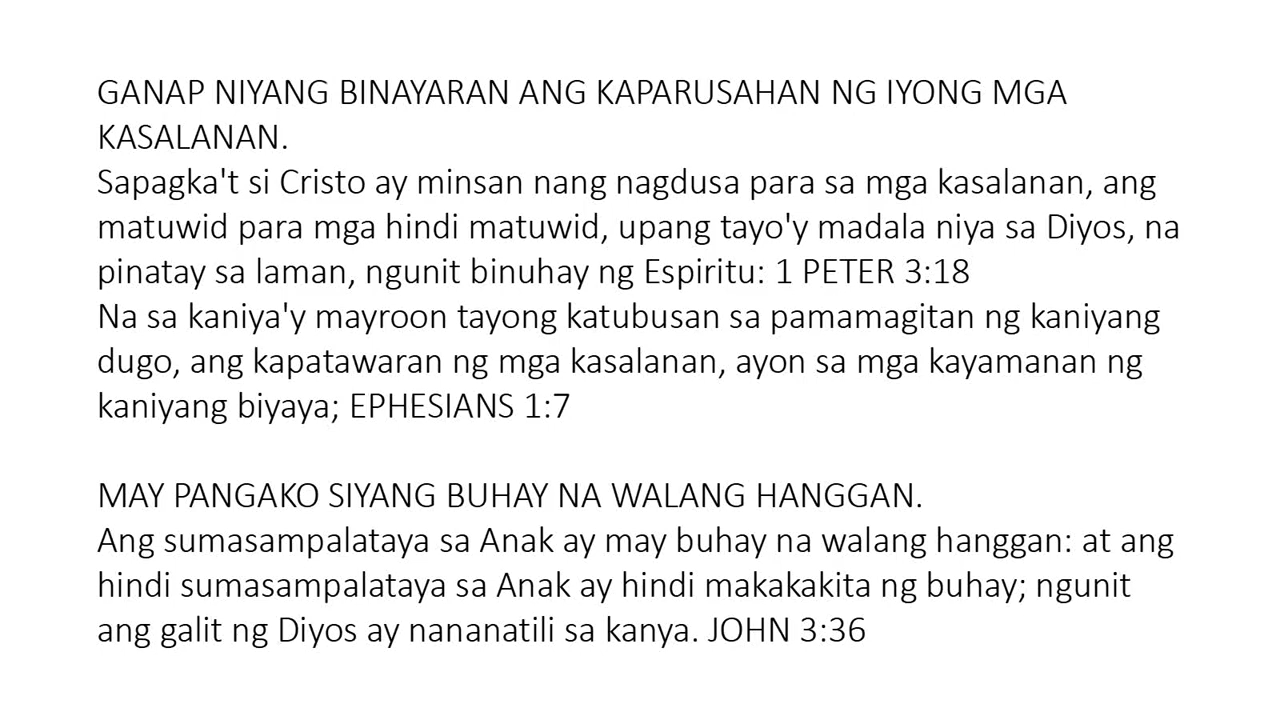 GANAP NIYANG BINAYARAN ANG KAPARUSAHAN NG IYONG MGA
KASALANAN.
Sapagka't si Cristo ay minsan nang nagdusa para sa mga kasalanan, ang
matuwid para mga hindi matuwid, upang tayo'y madala niya sa Diyos, na
pinatay sa laman, ngunit binuhay ng Espiritu: 1 PETER 3:18
Na sa kaniya'y mayroon tayong katubusan sa pamamagitan ng kaniyang
dugo, ang kapatawaran ng mga kasalanan, ayon sa mga kayamanan ng
kaniyang biyaya; EPHESIANS 1:7
MAY PANGAKO SIYANG BUHAY NA WALANG HANGGAN.
Ang sumasampalataya sa Anak ay may buhay na walang hanggan: at ang
hindi sumasampalataya sa Anak ay hindi makakakita ng buhay; ngunit
ang galit ng Diyos ay nananatili sa kanya. JOHN 3:36